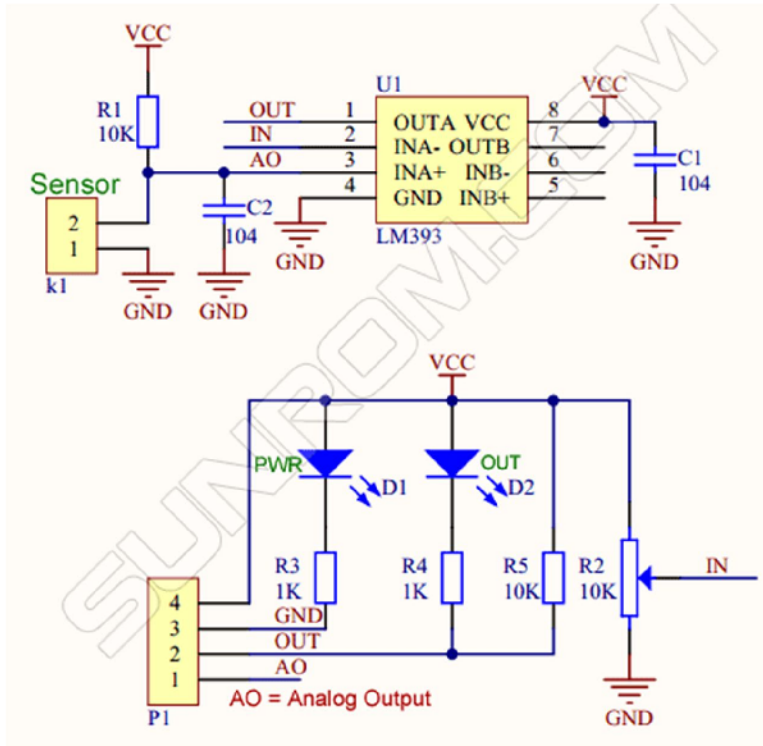 VCC
R1
10K
Sensor
2
1
k1
GND
OUT
IN
AO
C2
104
GND
GND
U1
1
2
3
4
OUTA VCC
INA- OUTB
INA+ INB-
GND INB+
LM393
8
7
6
5
VCC
C1
104
GND
SUNROM.COM
VCC
PWR
D1
OUT
D2
R3
1K
R4
1K
R5
10K
R2
10K
IN
4
3
2
1
GND
OUT
AO
P1
AO = Analog Output
GND